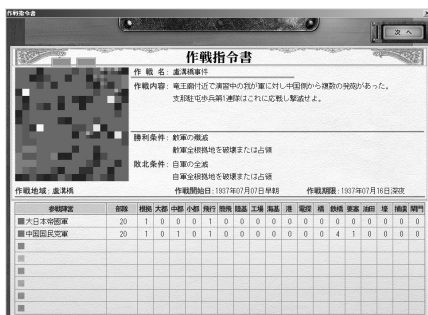 作戦指令書
次 へ
作戦指令書
作 戦 名: 盧溝橋事件
作戦内容: 竜王廟付近で演習中の我が軍に対し中国側から複数の発砲があった。
支那駐屯歩兵第1連隊はこれに応戦し撃滅せよ。
勝利条件: 敵軍の殲滅
敵軍全根拠地を破壊または占領
敗北条件: 自軍の全滅
自軍全根拠地を破壊または占領
作戦地域: 盧溝橋 作戦開始日: 1937年07月07日早朝 作戦期限: 1937年07月16日深夜
参戦陣営 部隊 根拠 大都 中都 小都 飛行 簡飛 陸基 工場 海基 港 電探 橋 鉄橋 要塞 油田 壕 捕虜 閘門
大日本帝國軍 20 1 0 0 0 1 0 0 0 0 0 0 0 0 0 0 0 0 0
中国国民党軍 20 1 0 1 0 1 0 0 0 0 0 0 0 4 1 0 0 0 0